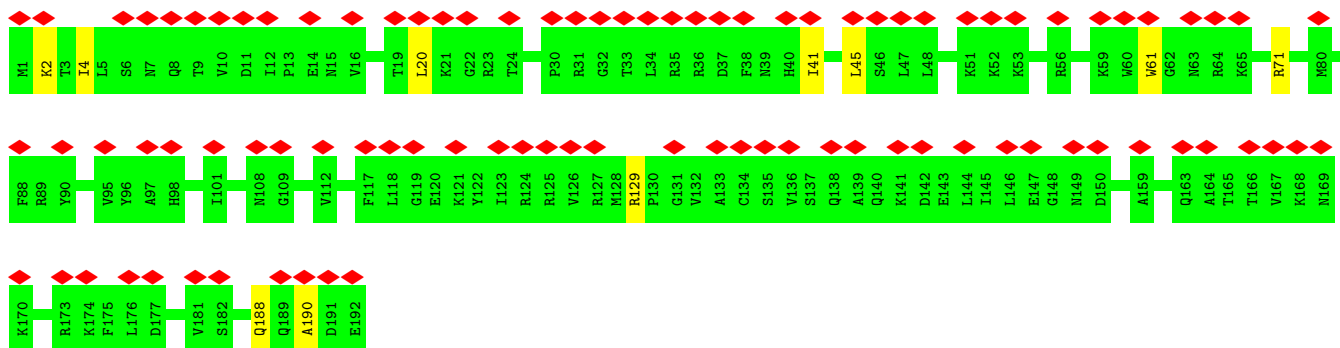 M1 K2 T3 I4 L5 S6 N7 Q8 T9 V10 D11 I12 P13 E14 N15 V16 T19 L20 K21 G22 R23 T24 P30 R31 G32 T33 L34 R35 R36 D37 F38 N39 H40 I41 L45 S46 L47 L48 K51 K52 K53 R56 K59 W60 W61 G62 N63 R64 K65 R71 M80
F88 R89 Y90 V95 Y96 A97 H98 I101 N108 G109 V112 F117 L118 G119 E120 K121 Y122 I123 R124 R125 V126 R127 M128 R129 P130 G131 V132 A133 C134 S135 V136 S137 Q138 A139 Q140 K141 D142 E143 L144 I145 L146 E147 G148 N149 D150 A159 Q163 A164 T165 T166 V167 K168 N169
K170 R173 K174 F175 L176 D177 V181 S182 Q188 Q189 A190 D191 E192